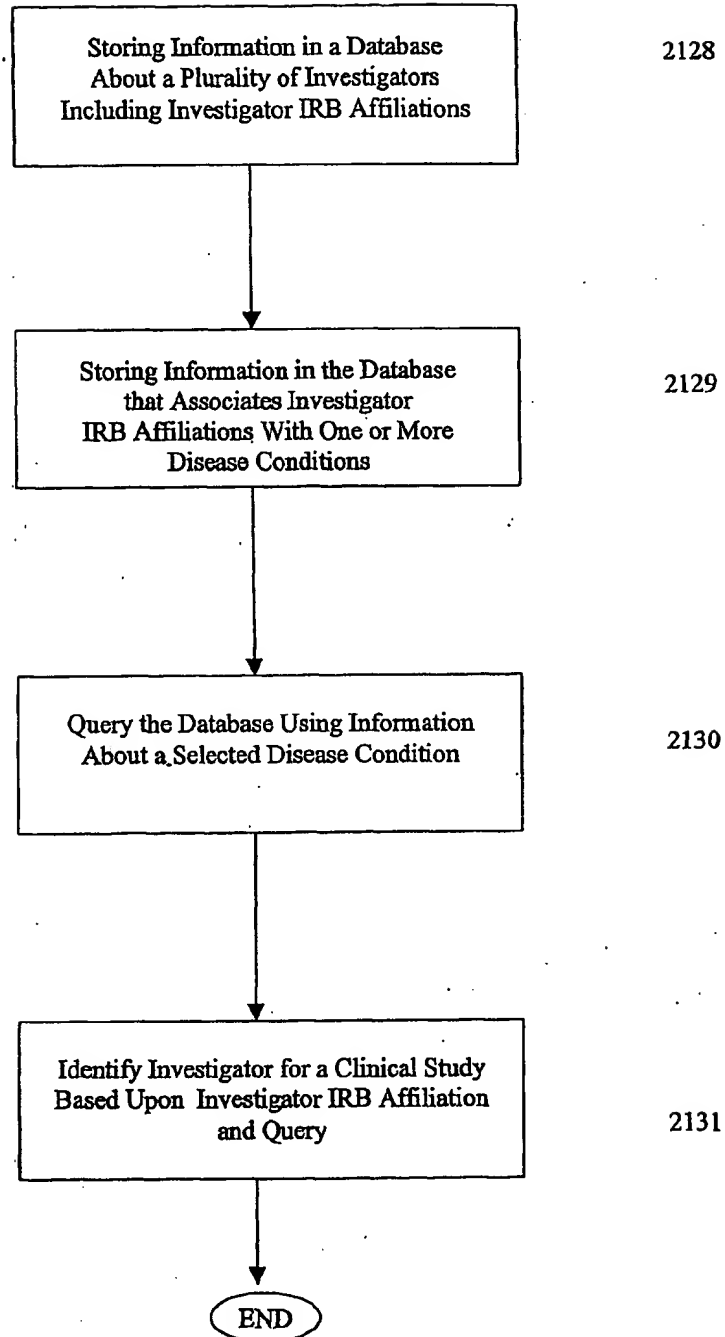 Storing Information in a Database
About a Plurality of Investigators
Including Investigator IRB Affiliations
2128
Storing Information in the Database
that Associates Investigator
IRB Affiliations With One or More
Disease Conditions
2129
Query the Database Using Information
About a Selected Disease Condition
2130
Identify Investigator for a Clinical Study
Based Upon Investigator IRB Affiliation
and Query
2131
END